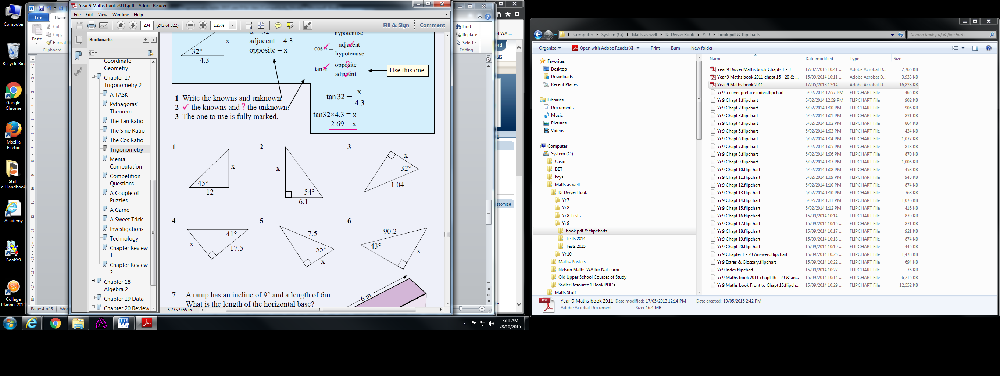 Computer
Recycle Bin
Google
Chrome
Mozilla
Firefox
Staff
e-Handbook
Academy
BookIt3
College
Planner 2015
File
Home
Paste
Cut
Copy
Format
Clipboard
Page: 4 of 5
Year 9 Maths book 2011.pdf - Adobe Reader
File Edit View Window Help
234 (243 of 322) 125% Fill & Sign Comment
Bookmarks
Coordinate
Geometry
Chapter 17
Trigonometry 2
A TASK
Pythagoras'
Theorem
The Tan Ratio
The Sine Ratio
The Cos Ratio
Trigonometry
Mental
Computation
Competition
Questions
A Couple of
Puzzles
A Game
A Sweet Trick
Investigations
Technology
Chapter Review
1
Chapter Review
2
Chapter 18
Algebra 2
Chapter 19 Data
Chapter 20 Review
32°
4.3
x
adjacent = 4.3
opposite = x
hypotenuse
cos α = adjacent
hypotenuse
tan α = opposite
adjacent
?
Use this one
1 Write the knowns and unknown.
2 ✓ the knowns and ? the unknown.
3 The one to use is fully marked.
tan 32 = x
4.3
tan32×4.3 = x
2.69 = x
1
45°
12
x
2
x
54°
6.1
3
x
32°
1.04
4
41°
x
17.5
5
7.5
55°
x
6
90.2
43°
x
7 A ramp has an incline of 9° and a length of 6m.
What is the length of the horizontal base?
6 m
6.77 x 9.65 in
Find
Replace
Select
Editing
of WA ...
8:11 AM
28/10/2015
Computer System (C:) Maffs as well Dr Dwyer Book Yr 9 book pdf & flipcharts
Search book pdf & flipcharts
Organize Open with Adobe Reader XI Print Burn New folder
Favorites
Desktop
Downloads
Recent Places
Libraries
Documents
Music
Pictures
Videos
Computer
System (C:)
Casio
DET
keys
Maffs as well
Dr Dwyer Book
Yr 7
Yr 8
Yr 8 Tests
Yr 9
book pdf & flipcharts
Tests 2014
Tests 2015
Yr 10
Maths Posters
Nelson Maths WA for Nat curric
Old Upper School Courses of Study
Sadler Resource 1 Book PDF's
Maffs Stuff
Name Date modified Type Size
Year 9 Dwyer Maths book Chapts 1 - 3 17/02/2015 10:41 ... Adobe Acrobat D... 2,765 KB
Year 9 Maths book 2011 chapt 16 - 20 & ... 15/09/2014 10:11 ... Adobe Acrobat D... 3,933 KB
Year 9 Maths book 2011 17/05/2013 12:14 ... Adobe Acrobat D... 16,828 KB
Yr 9 a cover preface index.flipchart 6/02/2014 12:57 PM FLIPCHART File 465 KB
Yr 9 Chapt 1.flipchart 6/02/2014 12:59 PM FLIPCHART File 902 KB
Yr 9 Chapt 2.flipchart 6/02/2014 1:00 PM FLIPCHART File 906 KB
Yr 9 Chapt 3.flipchart 6/02/2014 1:01 PM FLIPCHART File 831 KB
Yr 9 Chapt 4.flipchart 6/02/2014 1:02 PM FLIPCHART File 864 KB
Yr 9 Chapt 5.flipchart 6/02/2014 1:03 PM FLIPCHART File 434 KB
Yr 9 Chapt 6.flipchart 6/02/2014 1:04 PM FLIPCHART File 1,077 KB
Yr 9 Chapt 7.flipchart 6/02/2014 1:05 PM FLIPCHART File 818 KB
Yr 9 Chapt 8.flipchart 6/02/2014 1:06 PM FLIPCHART File 870 KB
Yr 9 Chapt 9.flipchart 6/02/2014 1:07 PM FLIPCHART File 1,006 KB
Yr 9 Chapt 10.flipchart 6/02/2014 1:08 PM FLIPCHART File 458 KB
Yr 9 Chapt 11.flipchart 6/02/2014 1:09 PM FLIPCHART File 948 KB
Yr 9 Chapt 12.flipchart 6/02/2014 1:10 PM FLIPCHART File 874 KB
Yr 9 Chapt 13.flipchart 6/02/2014 1:10 PM FLIPCHART File 763 KB
Yr 9 Chapt 14.flipchart 6/02/2014 1:11 PM FLIPCHART File 1,076 KB
Yr 9 Chapt 15.flipchart 6/02/2014 1:12 PM FLIPCHART File 416 KB
Yr 9 Chapt 16.flipchart 15/09/2014 10:14 ... FLIPCHART File 870 KB
Yr 9 Chapt 17.flipchart 15/09/2014 10:15 ... FLIPCHART File 871 KB
Yr 9 Chapt 18.flipchart 15/09/2014 10:17 ... FLIPCHART File 921 KB
Yr 9 Chapt 19.flipchart 15/09/2014 10:18 ... FLIPCHART File 874 KB
Yr 9 Chapt 20.flipchart 15/09/2014 10:19 ... FLIPCHART File 445 KB
Yr 9 Chapter 1 - 20 Answers.flipchart 15/09/2014 10:25 ... FLIPCHART File 1,478 KB
Yr 9 Extras & Glossary.flipchart 15/09/2014 10:22 ... FLIPCHART File 694 KB
Yr 9 Index.flipchart 15/09/2014 10:27 ... FLIPCHART File 75 KB
Yr 9 Maths book 2011 chapt 16 - 20 & an... 15/09/2014 10:14 ... FLIPCHART File 6,215 KB
Yr 9 Maths book Front to Chapt 15.flipch... 15/09/2014 10:29 ... FLIPCHART File 12,552 KB
Year 9 Maths book 2011 Date modified: 17/05/2013 12:14 PM Date created: 19/05/2015 2:42 PM
Adobe Acrobat Document Size: 16.4 MB